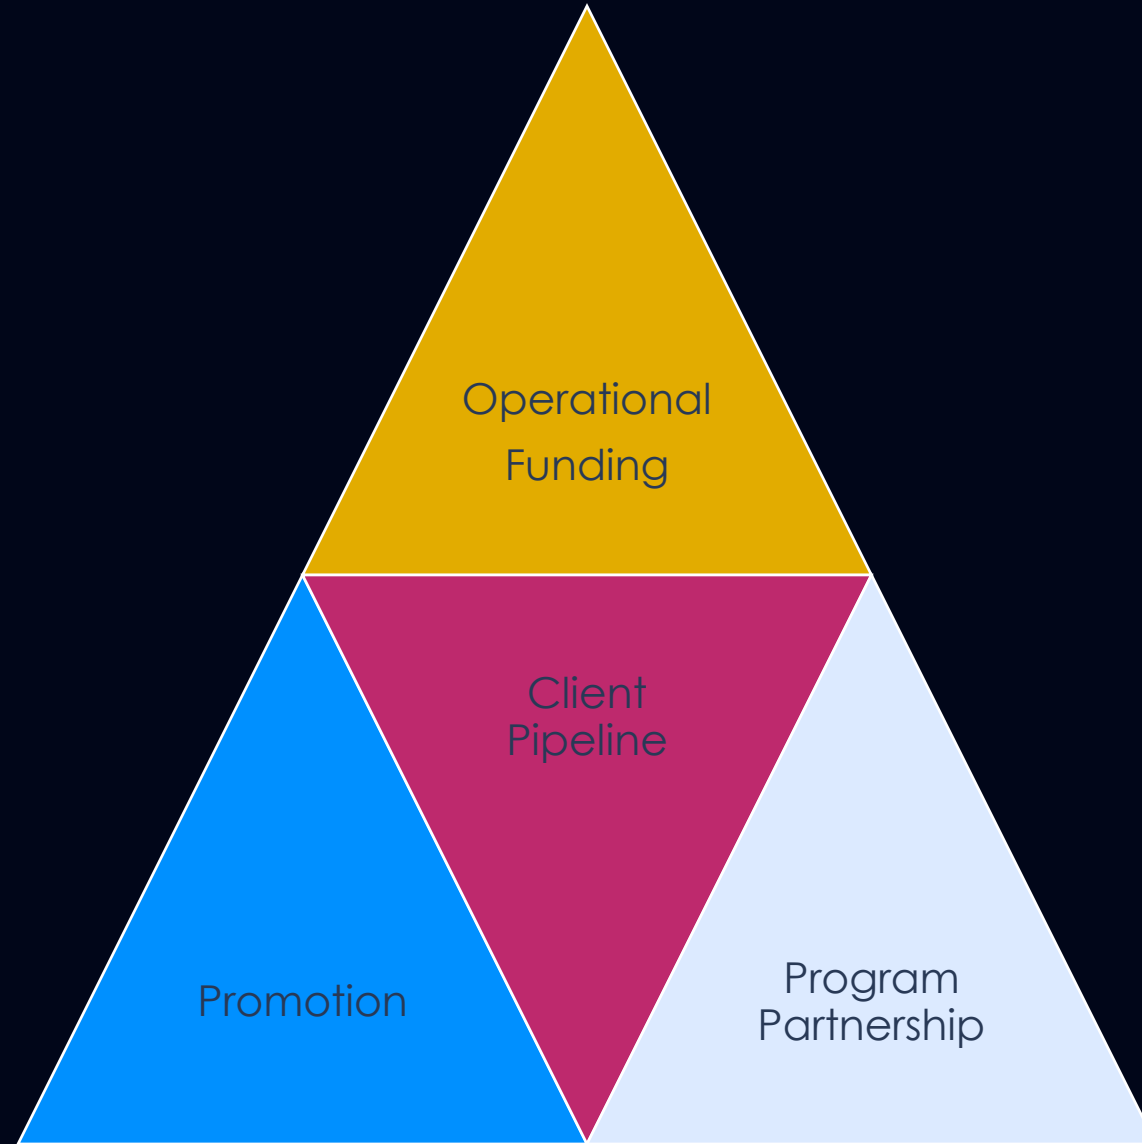 Operational
Funding
Client
Pipeline
Promotion
Program
Partnership